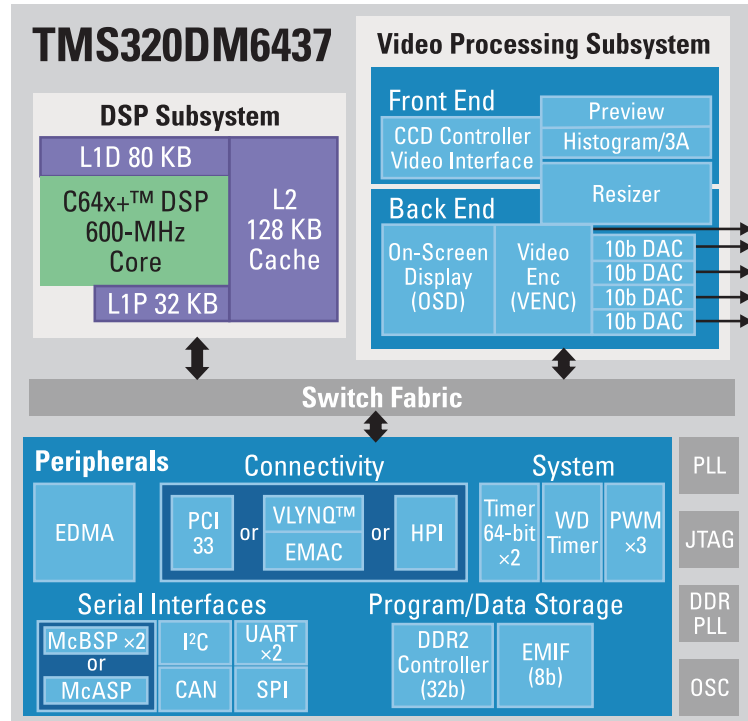 TMS320DM6437
DSP Subsystem
L1D 80 KB
C64x+™ DSP
600-MHz
Core
L2
128 KB
Cache
L1P 32 KB
Video Processing Subsystem
Front End
CCD Controller
Video Interface
Preview
Histogram/3A
Resizer
Back End
On-Screen
Display
(OSD)
Video
Enc
(VENC)
10b DAC
10b DAC
10b DAC
10b DAC
Switch Fabric
Peripherals
EDMA
Connectivity
PCI
33
or
VLYNQ™
EMAC
or
HPI
System
Timer
64-bit
×2
WD
Timer
PWM
×3
Serial Interfaces
McBSP ×2
or
McASP
I²C
UART
×2
CAN
SPI
Program/Data Storage
DDR2
Controller
(32b)
EMIF
(8b)
PLL
JTAG
DDR
PLL
OSC